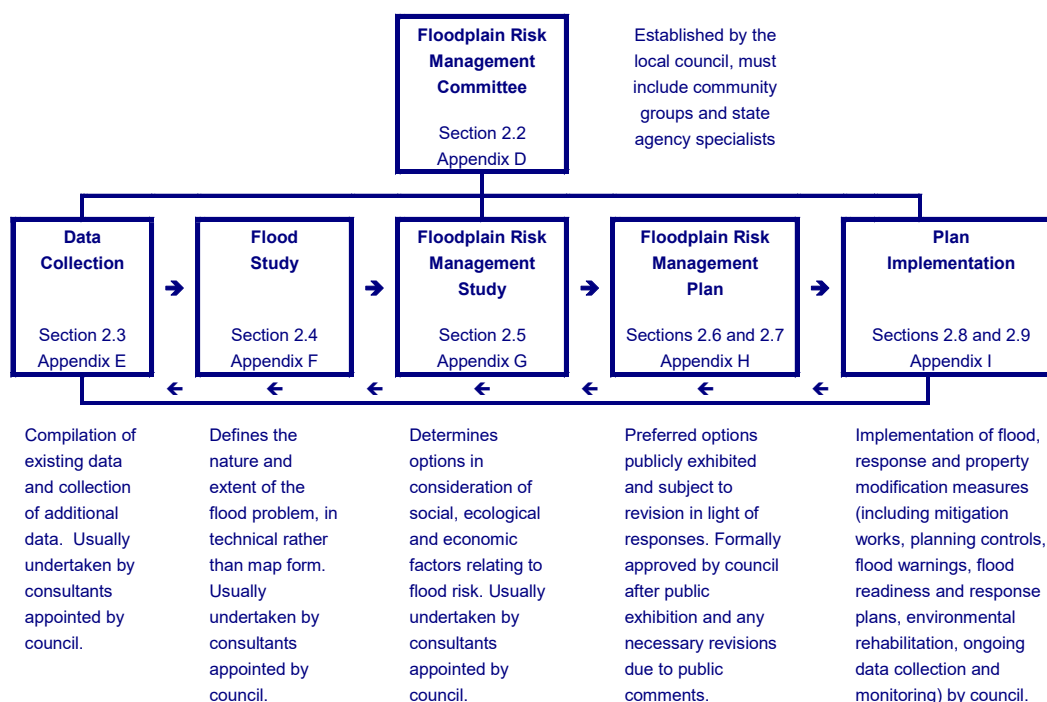 Floodplain Risk
Management
Committee
Section 2.2
Appendix D
Established by the
local council, must
include community
groups and state
agency specialists
Data
Collection
Section 2.3
Appendix E
Flood
Study
Section 2.4
Appendix F
Floodplain Risk
Management
Study
Section 2.5
Appendix G
Floodplain Risk
Management
Plan
Sections 2.6 and 2.7
Appendix H
Plan
Implementation
Sections 2.8 and 2.9
Appendix I
Compilation of
existing data
and collection
of additional
data. Usually
undertaken by
consultants
appointed by
council.
Defines the
nature and
extent of the
flood problem, in
technical rather
than map form.
Usually
undertaken by
consultants
appointed by
council.
Determines
options in
consideration of
social, ecological
and economic
factors relating to
flood risk. Usually
undertaken by
consultants
appointed by
council.
Preferred options
publicly exhibited
and subject to
revision in light of
responses. Formally
approved by council
after public
exhibition and any
necessary revisions
due to public
comments.
Implementation of flood,
response and property
modification measures
(including mitigation
works, planning controls,
flood warnings, flood
readiness and response
plans, environmental
rehabilitation, ongoing
data collection and
monitoring) by council.